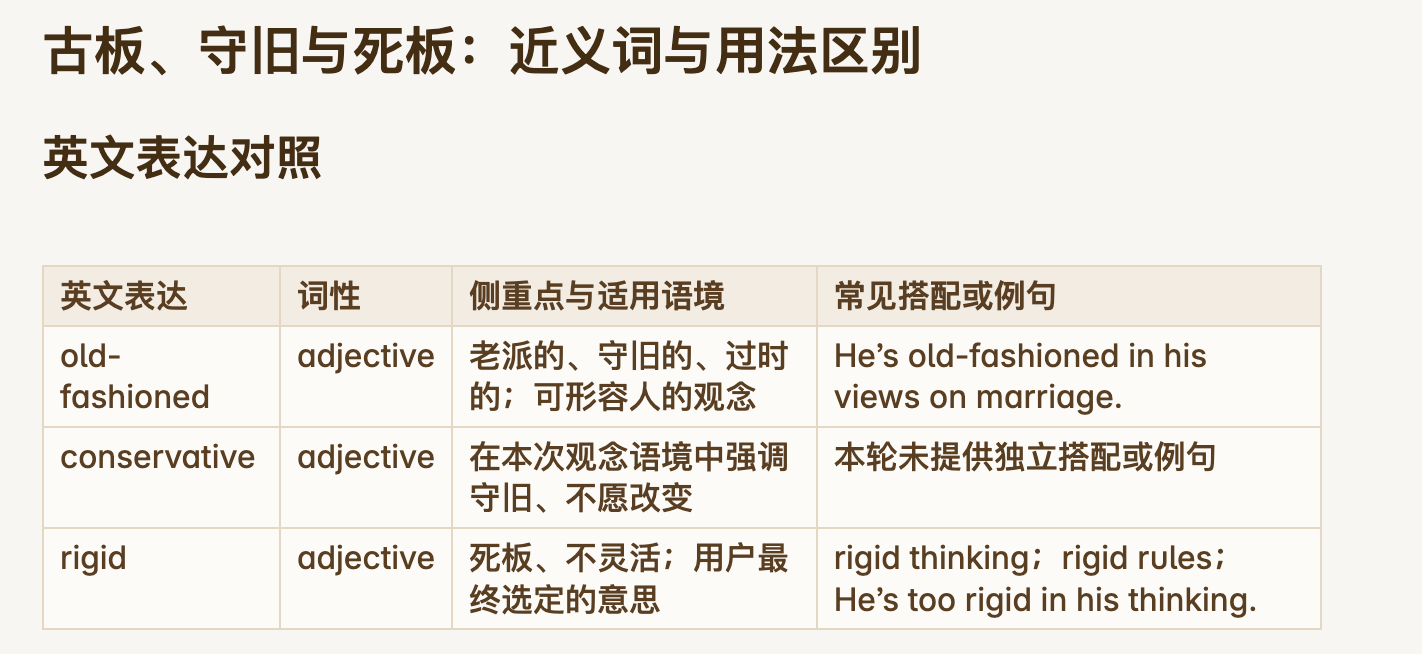 古板、守旧与死板：近义词与用法区别
英文表达对照
英文表达 词性 侧重点与适用语境 常见搭配或例句
old-
fashioned
adjective
老派的、守旧的、过时
的；可形容人的观念
He’s old-fashioned in his
views on marriage.
conservative
adjective
在本次观念语境中强调
守旧、不愿改变
本轮未提供独立搭配或例句
rigid
adjective
死板、不灵活；用户最
终选定的意思
rigid thinking；rigid rules；
He’s too rigid in his thinking.